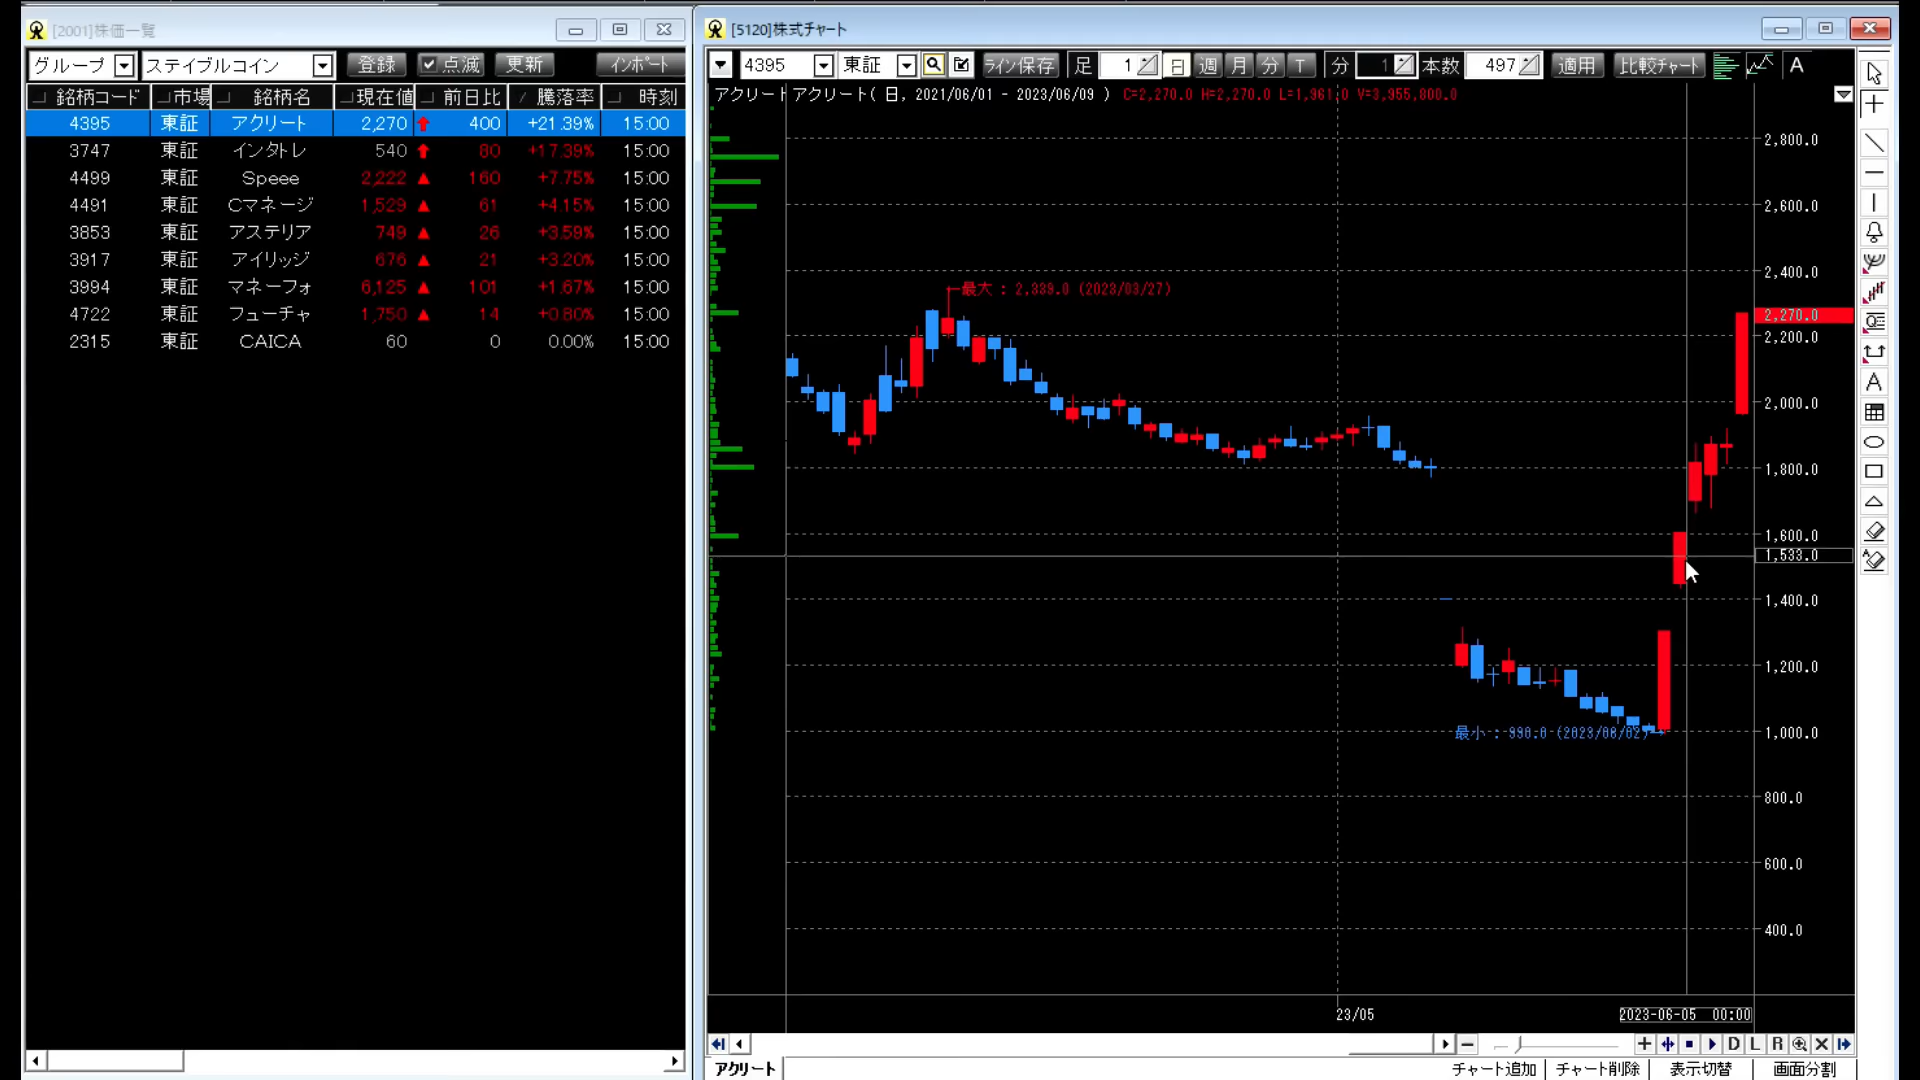 [2001]株価一覧
グループ ステイブルコイン 登録 点滅 更新 インポート
銘柄コード 市場 銘柄名 現在値 前日比 騰落率 時刻
4395 東証 アクリート 2,270 400 +21.39% 15:00
3747 東証 インタトレ 540 80 +17.39% 15:00
4499 東証 Speee 2,222 160 +7.75% 15:00
4491 東証 Cマネージ 1,529 61 +4.15% 15:00
3853 東証 アステリア 749 26 +3.59% 15:00
3917 東証 アイリッジ 676 21 +3.20% 15:00
3994 東証 マネーフォ 6,125 101 +1.67% 15:00
4722 東証 フューチャ 1,750 14 +0.80% 15:00
2315 東証 CAICA 60 0 0.00% 15:00
[5120]株式チャート
4395 東証 ライン保存 足 1 日 週 月 分 T 分 1 本数 497 適用 比較チャート A
アクリート アクリート( 日, 2021/06/01 - 2023/06/09 ) C=2,270.0 H=2,270.0 L=1,961.0 V=3,955,800.0
2,800.0
2,600.0
2,400.0
最大 : 2,339.0 (2023/03/27)
2,270.0
2,200.0
2,000.0
1,800.0
1,600.0
1,533.0
1,400.0
1,200.0
最小 : 990.0 (2023/06/02)
1,000.0
800.0
600.0
400.0
23/05
2023-06-05 00:00
D L R
アクリート
チャート追加 チャート削除 表示切替 画面分割